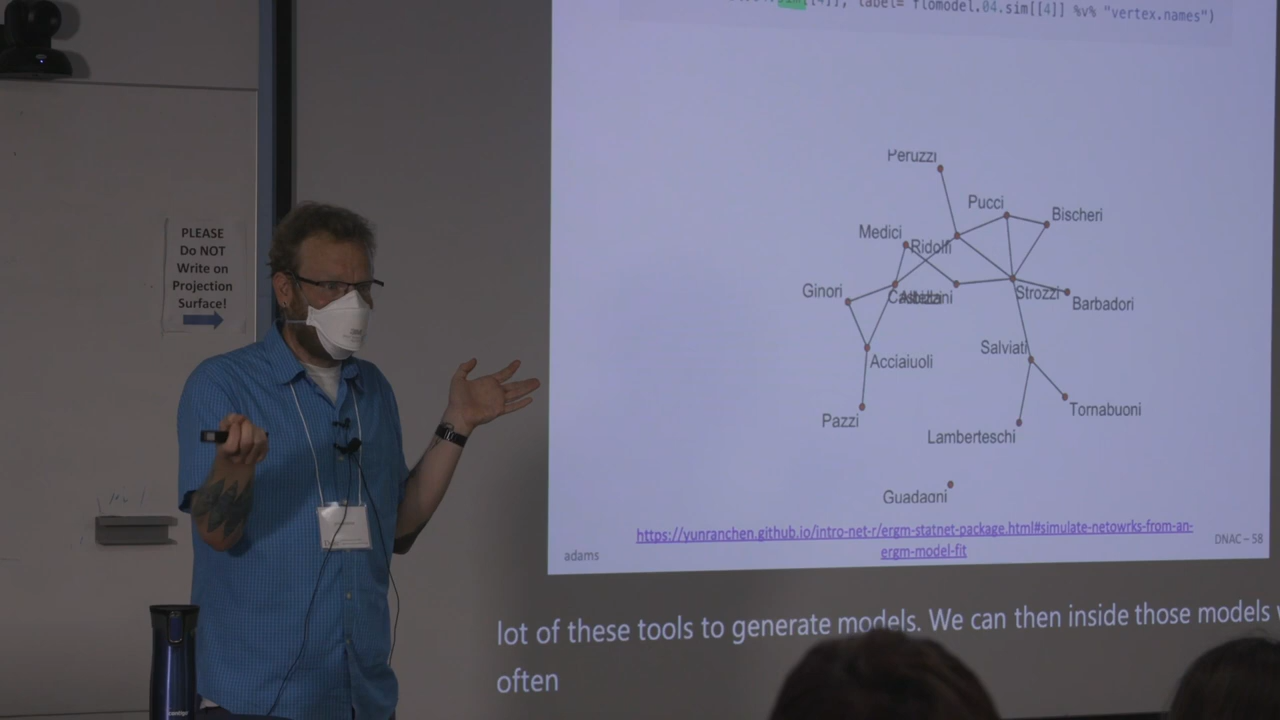 label= flomodel.04.sim[[4]] %v% "vertex.names")
Peruzzi
Pucci
Bischeri
Medici
Ridolfi
Ginori
Strozzi
Barbadori
Salviati
Acciaiuoli
Pazzi
Tornabuoni
Lamberteschi
Guadagni
https://yunranchen.github.io/intro-net-r/ergm-statnet-package.html#simulate-netowrks-from-an-
ergm-model-fit
adams
DNAC – 58
lot of these tools to generate models. We can then inside those models
often
PLEASE
Do NOT
Write on
Projection
Surface!